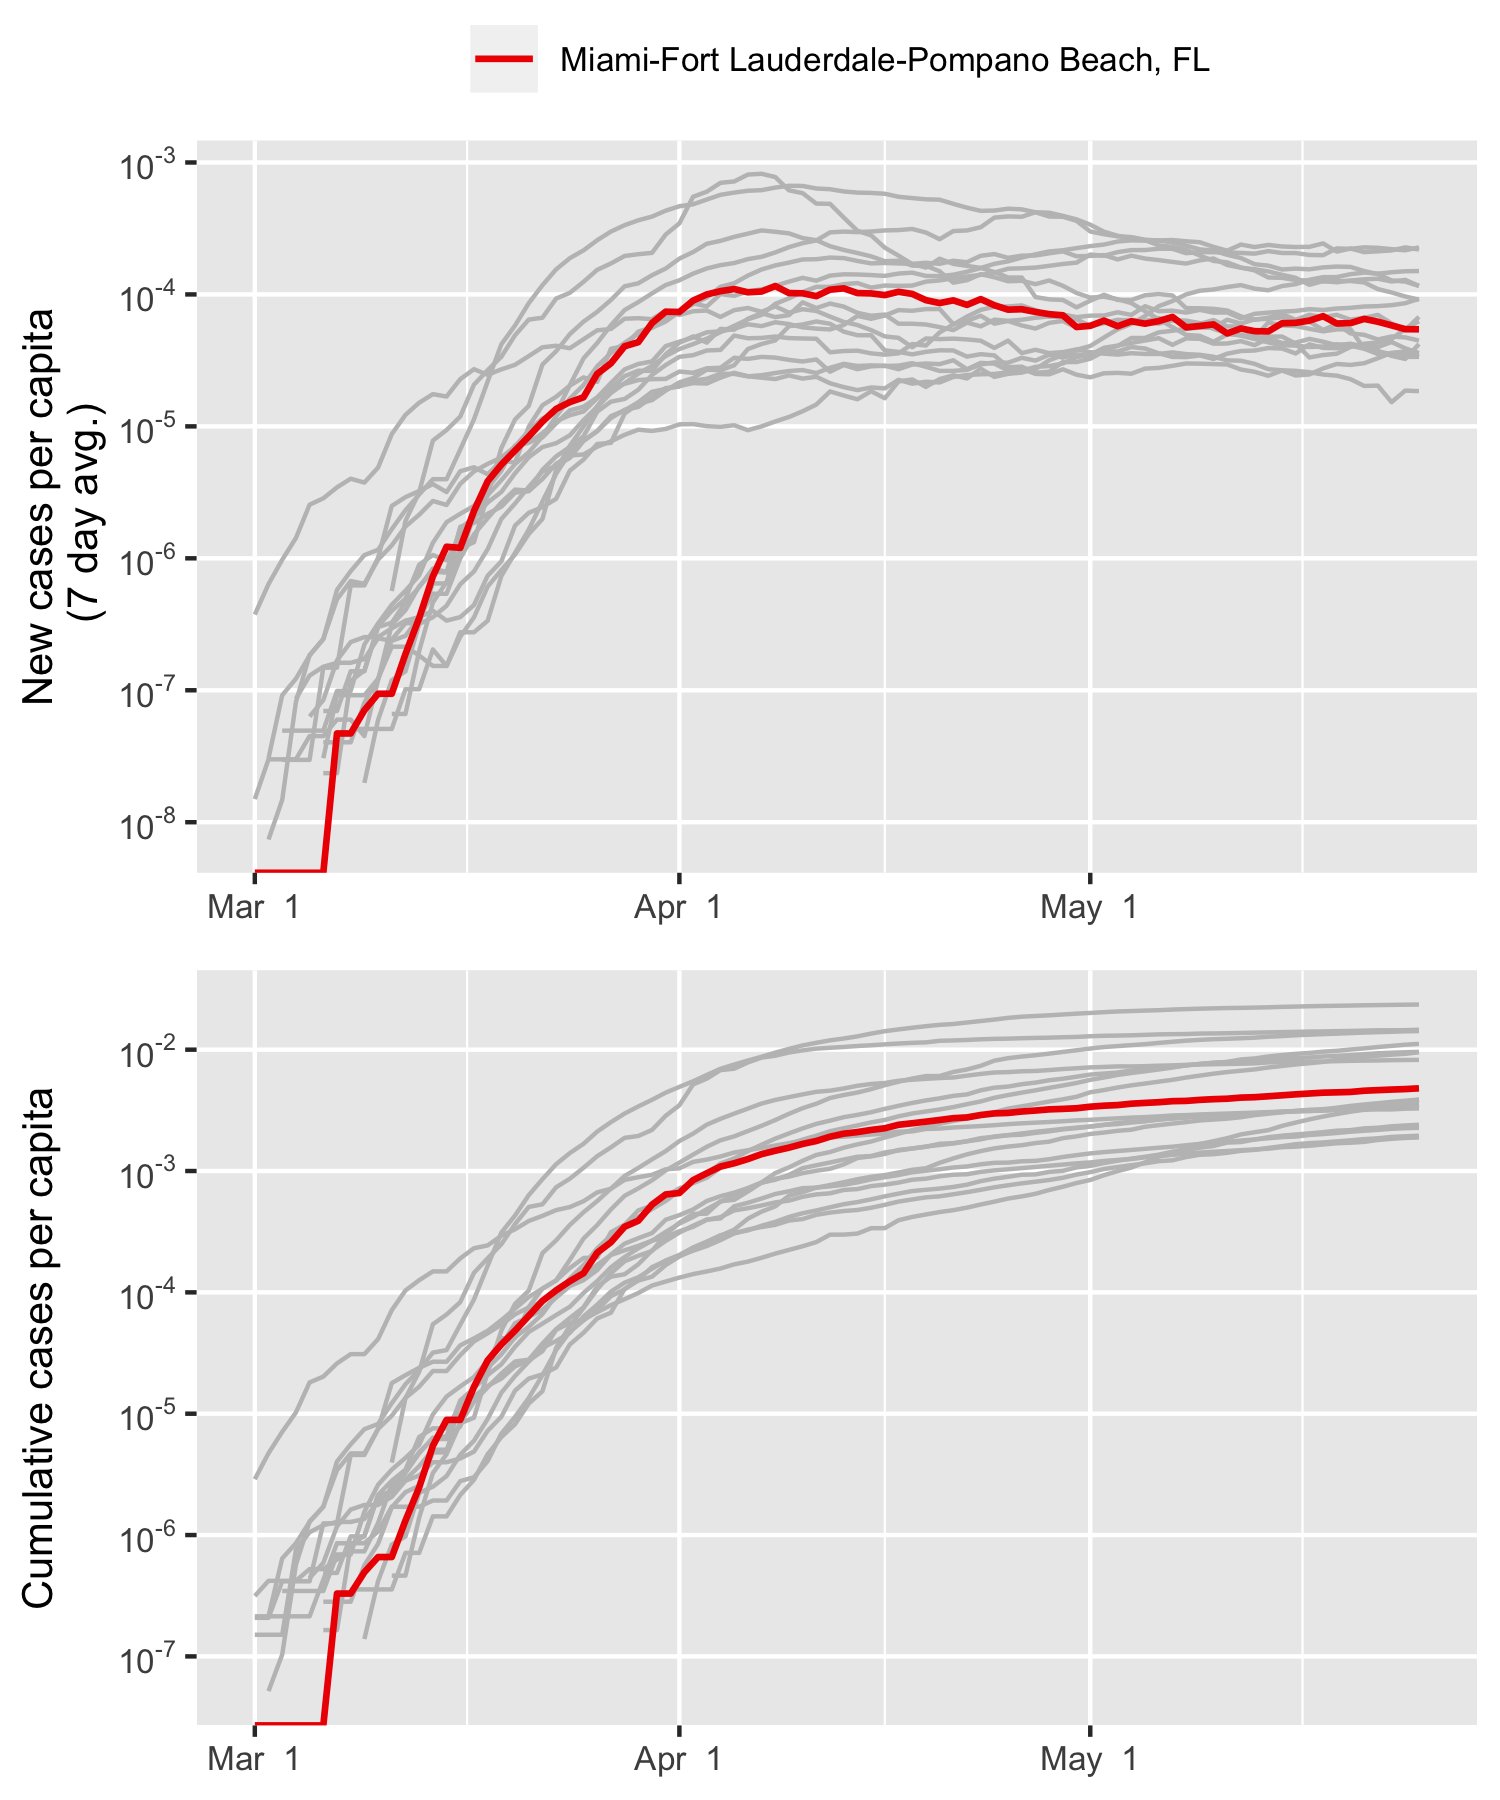 Miami-Fort Lauderdale-Pompano Beach, FL
New cases per capita
(7 day avg.)
10-3
10-4
10-5
10-6
10-7
10-8
Mar 1
Apr 1
May 1
Cumulative cases per capita
10-2
10-3
10-4
10-5
10-6
10-7
Mar 1
Apr 1
May 1